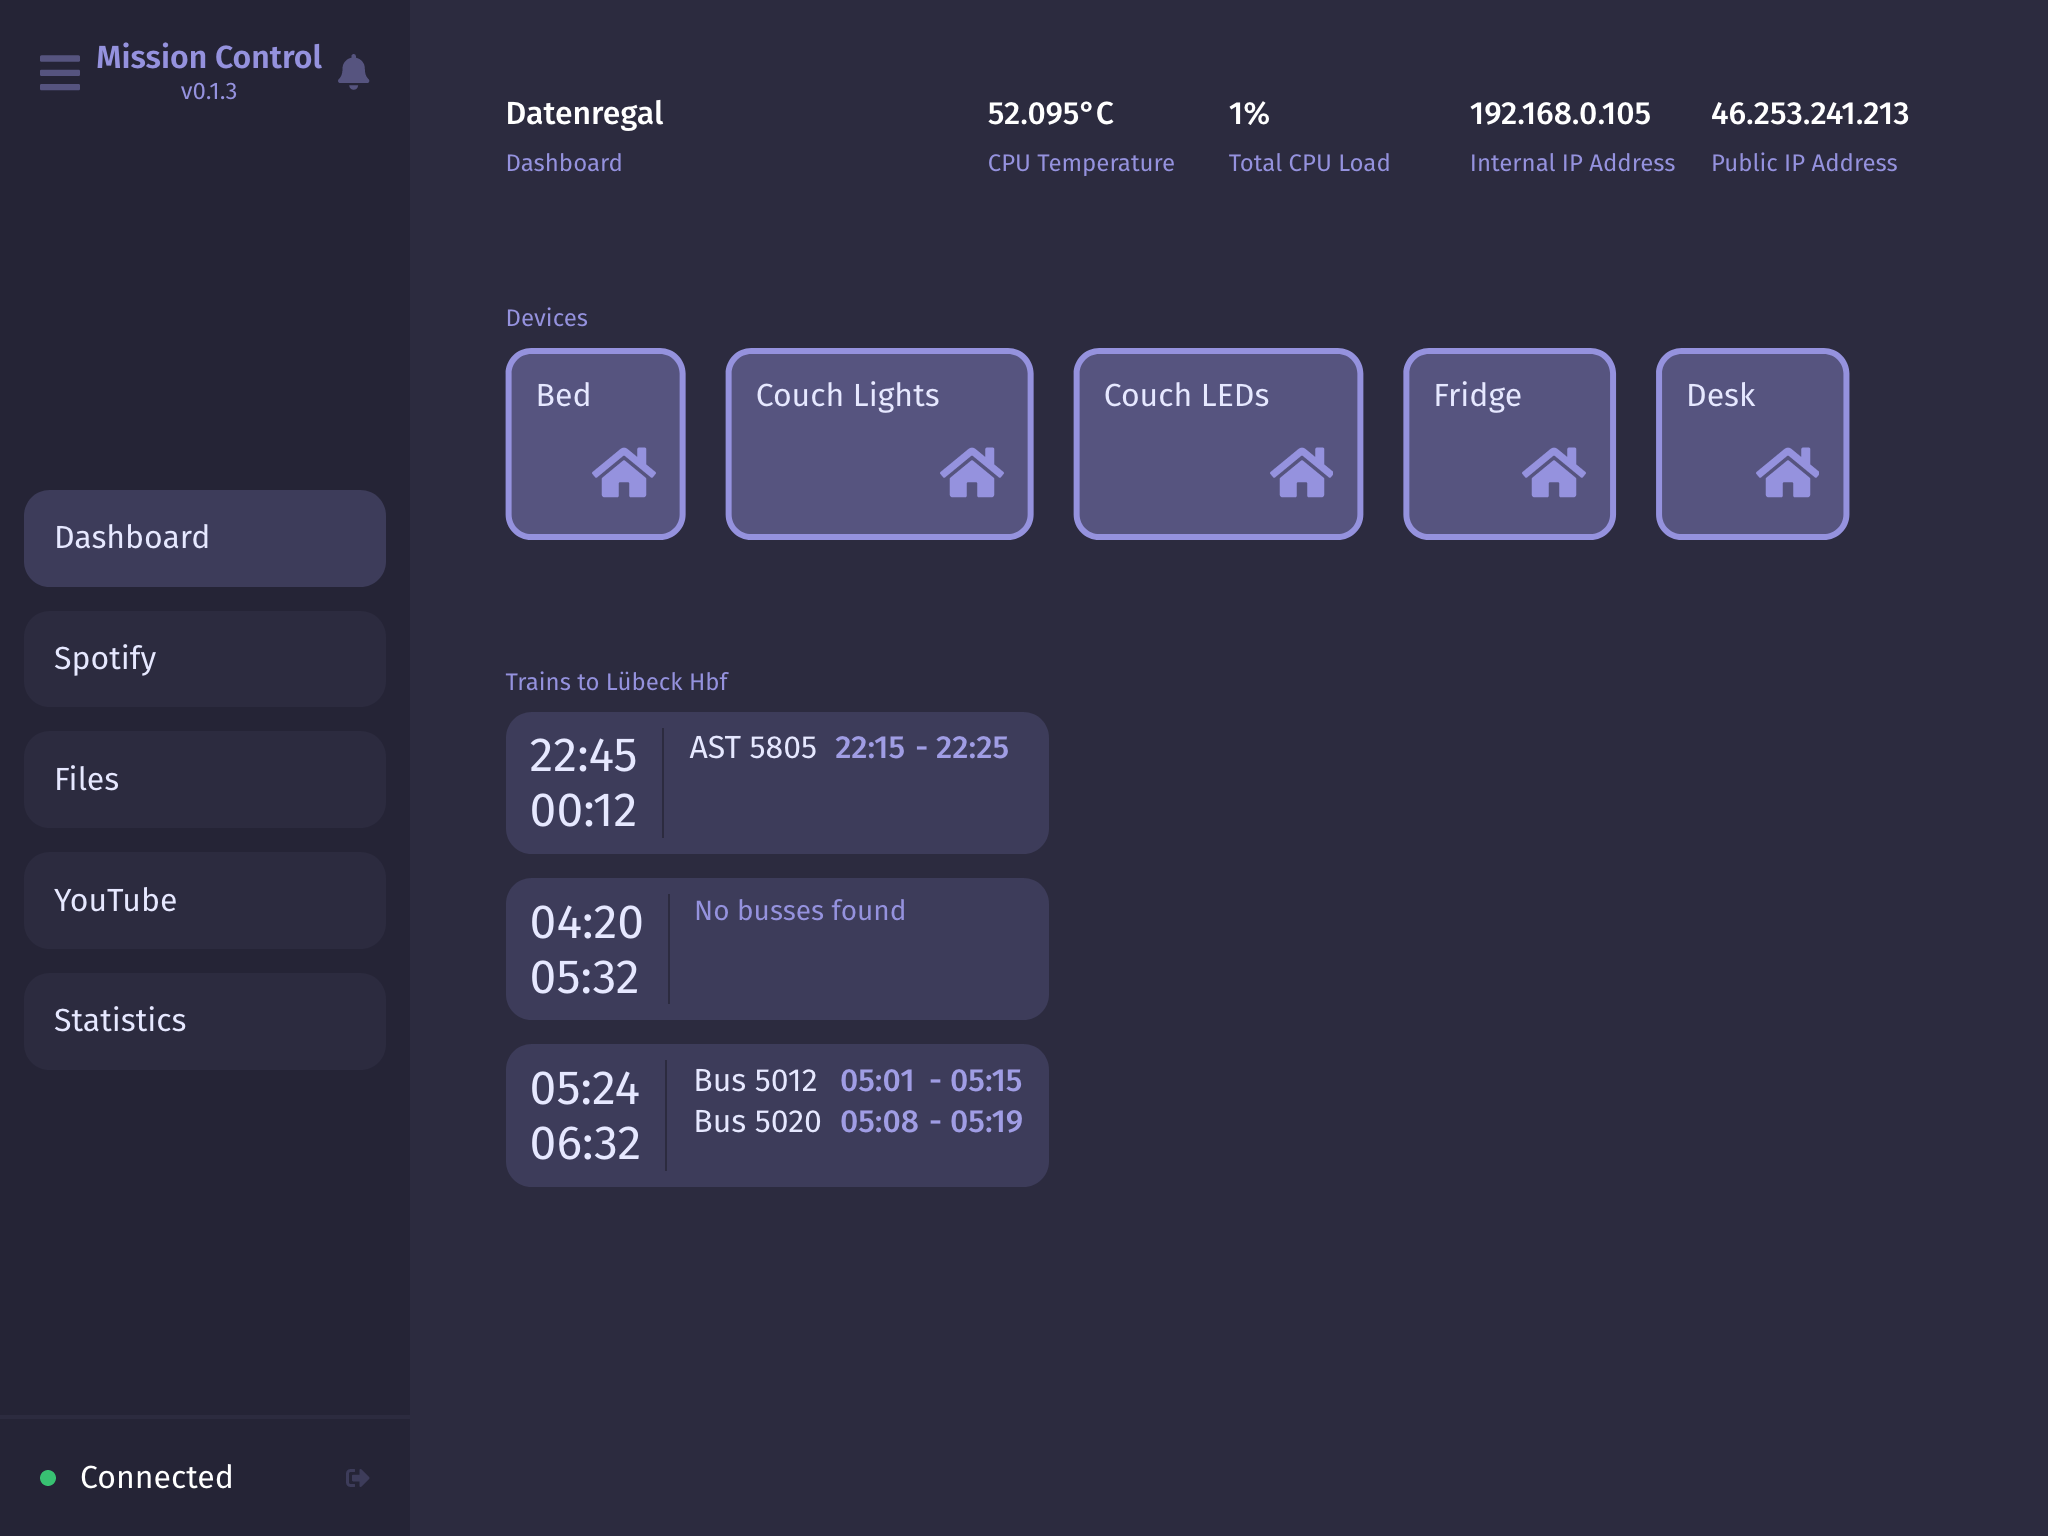 Mission Control
v0.1.3
Dashboard
Spotify
Files
YouTube
Statistics
Connected
Datenregal
Dashboard
52.095°C
CPU Temperature
1%
Total CPU Load
192.168.0.105
Internal IP Address
46.253.241.213
Public IP Address
Devices
Bed
Couch Lights
Couch LEDs
Fridge
Desk
Trains to Lübeck Hbf
22:45
00:12
AST 5805 22:15 - 22:25
04:20
05:32
No busses found
05:24
06:32
Bus 5012 05:01 - 05:15
Bus 5020 05:08 - 05:19